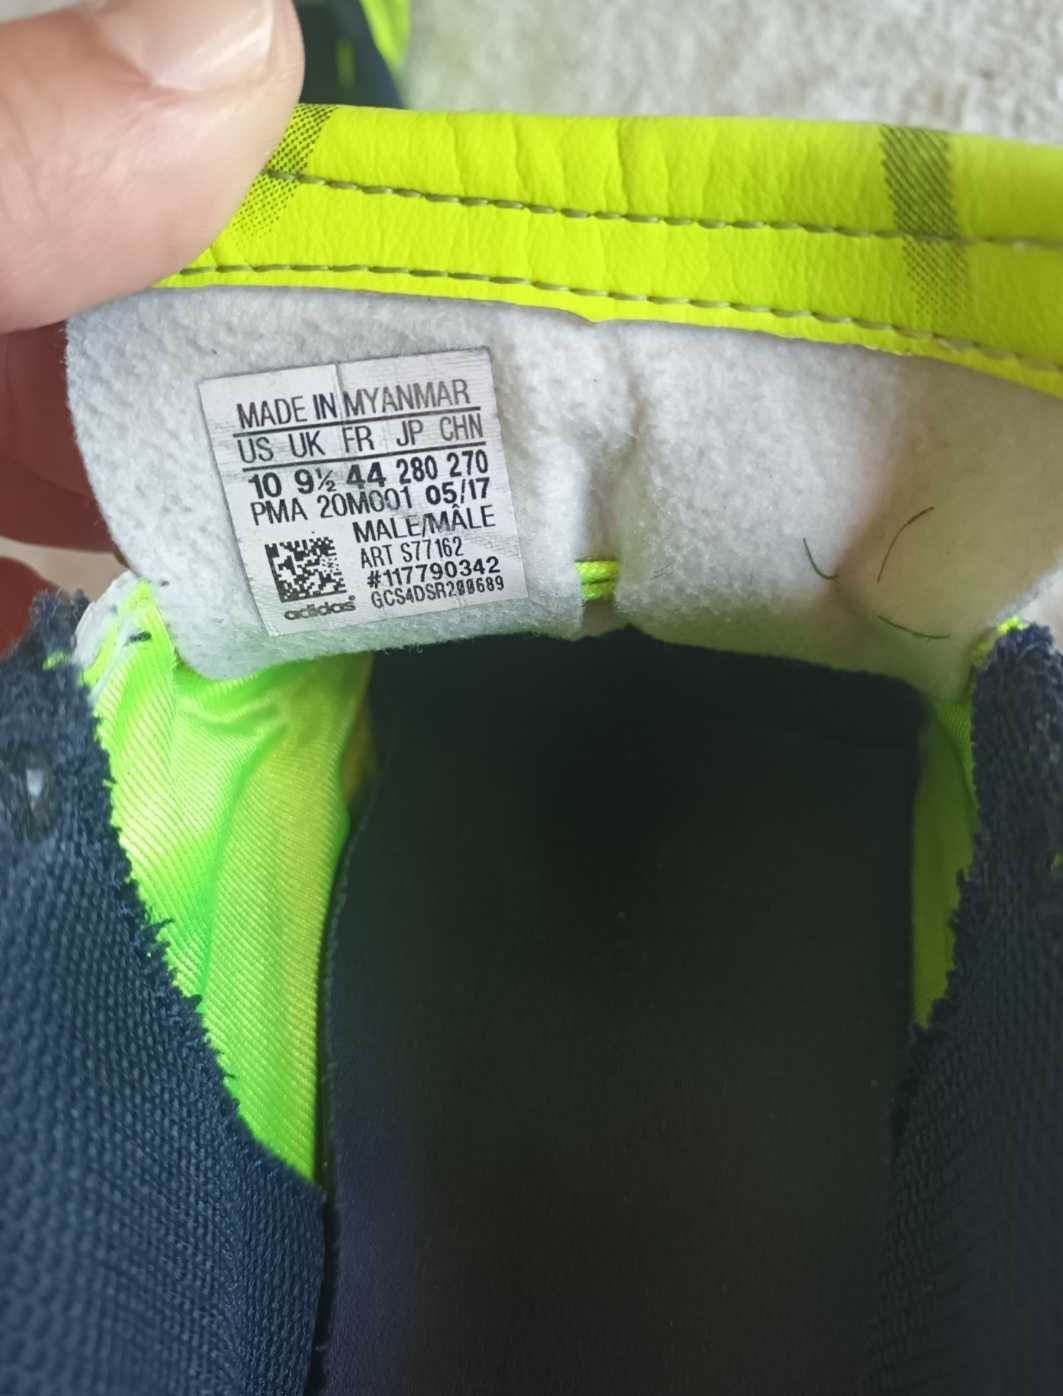 MADE IN MYANMAR
US UK FR JP CHN
10 9½ 44 280 270
PMA 20M001 05/17
MALE/MÂLE
ART S77162
#117790342
adidas®